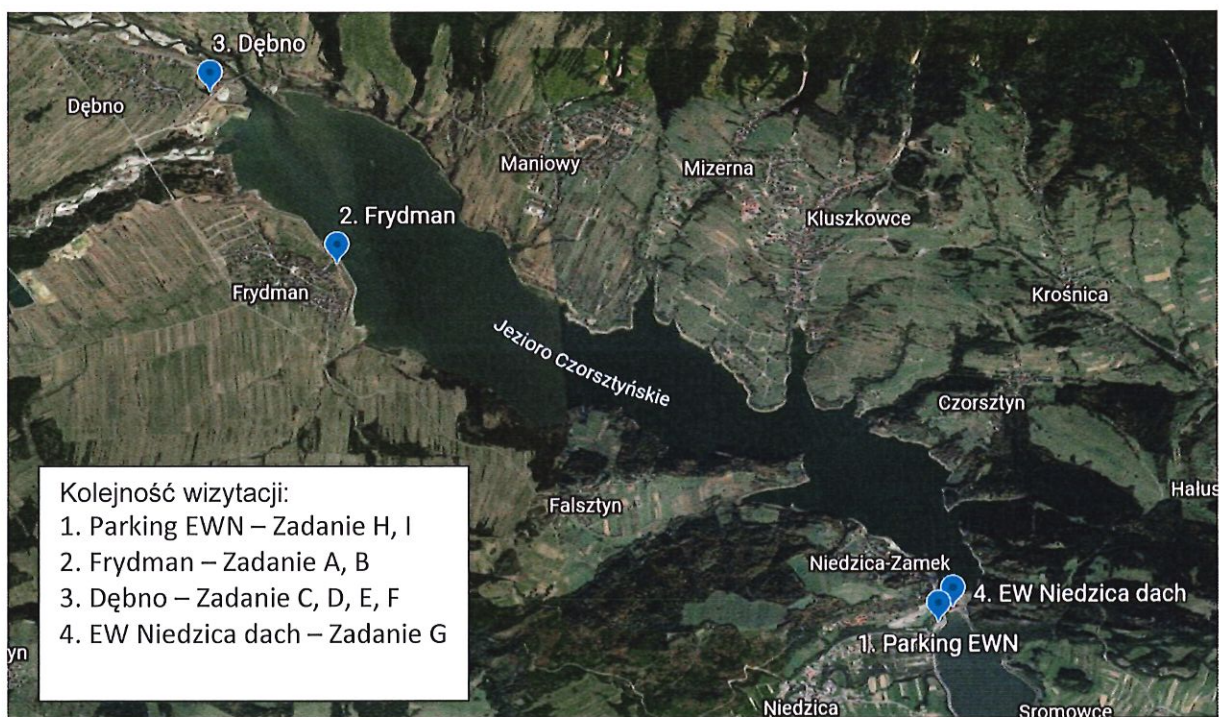 3. Dębno
Dębno
Maniowy
Mizerna
2. Frydman
Kluszkowce
Frydman
Krośnica
Jezioro Czorsztyńskie
Czorsztyn
Kolejność wizytacji:
1. Parking EWN – Zadanie H, I
2. Frydman – Zadanie A, B
3. Dębno – Zadanie C, D, E, F
4. EW Niedzica dach – Zadanie G
Falsztyn
Hałus
Niedzica-Zamek
4. EW Niedzica dach
1. Parking EWN
yn
Niedzica
Sromowce